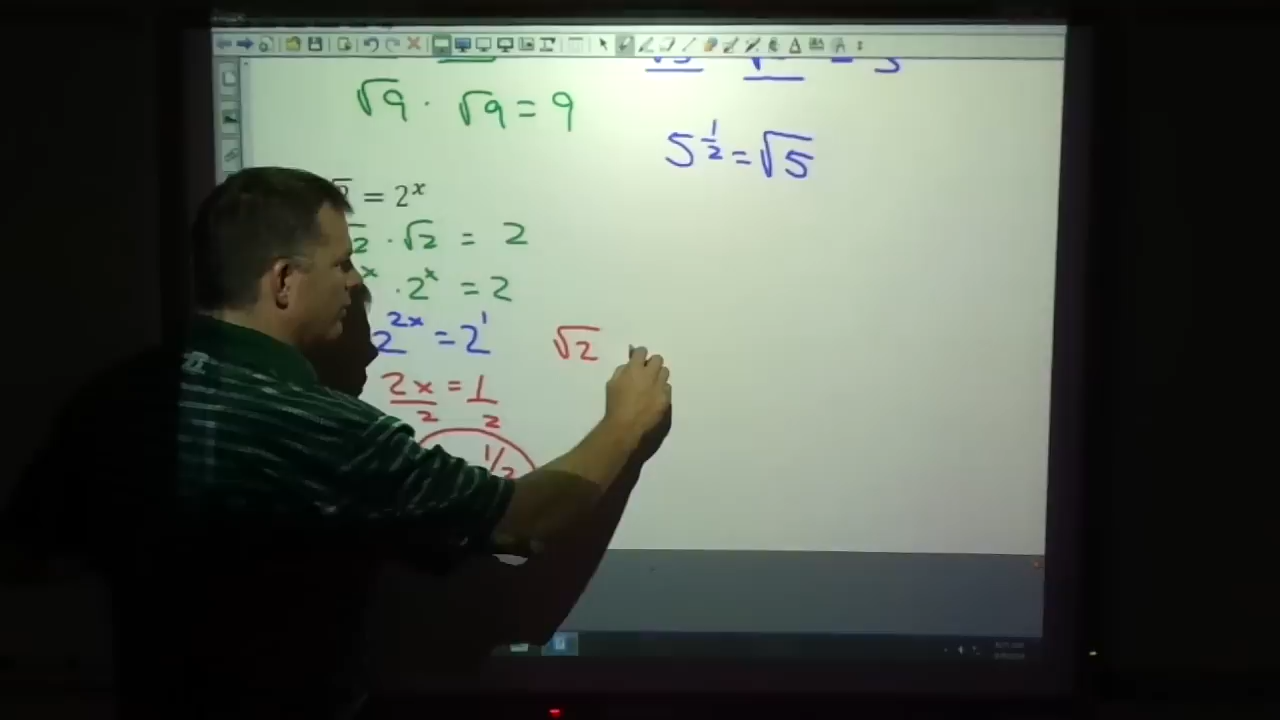 √9 · √9 = 9
5^½ = √5
= 2^x
√2 · √2 = 2
^x · 2^x = 2
2^2x = 2^1
√2
2x = 1
2 2
1/2